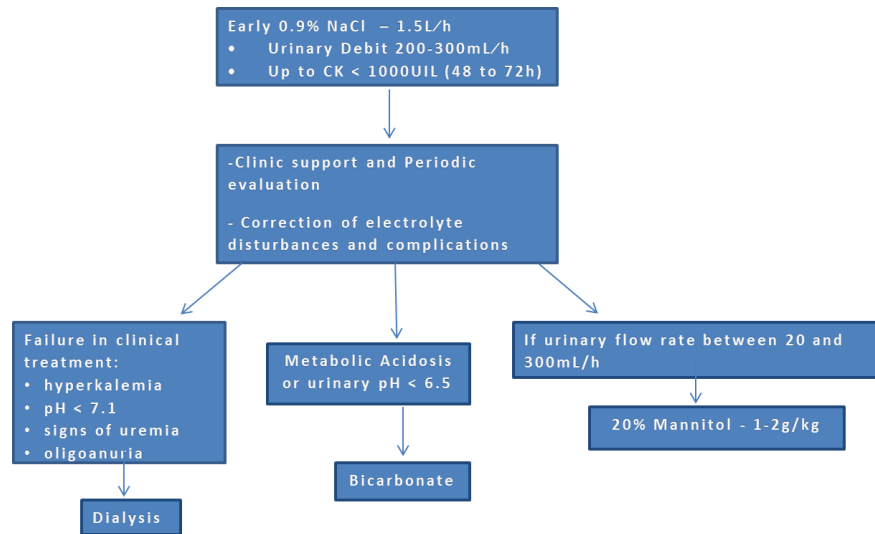 Early 0.9% NaCl – 1.5L/h
• Urinary Debit 200-300mL/h
• Up to CK < 1000UIL (48 to 72h)
-Clinic support and Periodic
evaluation
- Correction of electrolyte
disturbances and complications
Failure in clinical
treatment:
• hyperkalemia
• pH < 7.1
• signs of uremia
• oligoanuria
Dialysis
Metabolic Acidosis
or urinary pH < 6.5
Bicarbonate
If urinary flow rate between 20 and
300mL/h
20% Mannitol - 1-2g/kg